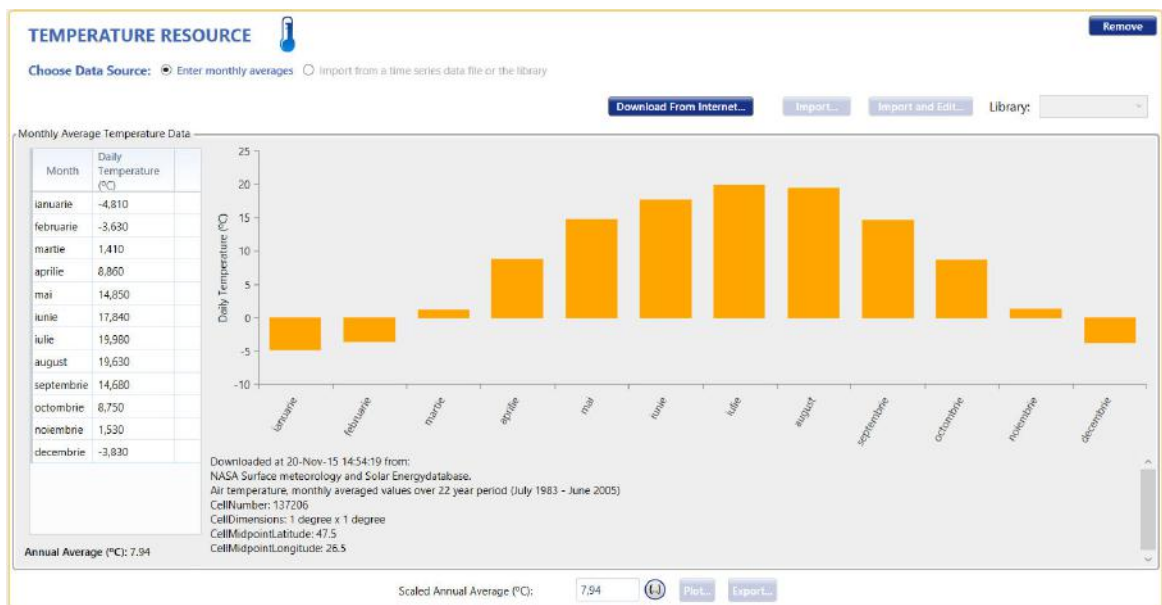 TEMPERATURE RESOURCE
Remove
Choose Data Source: Enter monthly averages Import from a time series data file or the library
Download From Internet... Import... Import and Edit... Library:
Monthly Average Temperature Data
Month Daily Temperature (ºC)
ianuarie -4,810
februarie -3,630
martie 1,410
aprilie 8,860
mai 14,850
iunie 17,840
iulie 19,980
august 19,630
septembrie 14,680
octombrie 8,750
noiembrie 1,530
decembrie -3,830
Annual Average (ºC): 7.94
Daily Temperature (ºC)
25
20
15
10
5
0
-5
-10
ianuarie februarie martie aprilie mai iunie iulie august septembrie octombrie noiembrie decembrie
Downloaded at 20-Nov-15 14:54:19 from:
NASA Surface meteorology and Solar Energydatabase.
Air temperature, monthly averaged values over 22 year period (July 1983 - June 2005)
CellNumber: 137206
CellDimensions: 1 degree x 1 degree
CellMidpointLatitude: 47.5
CellMidpointLongitude: 26.5
Scaled Annual Average (ºC): 7,94 Plot... Export...